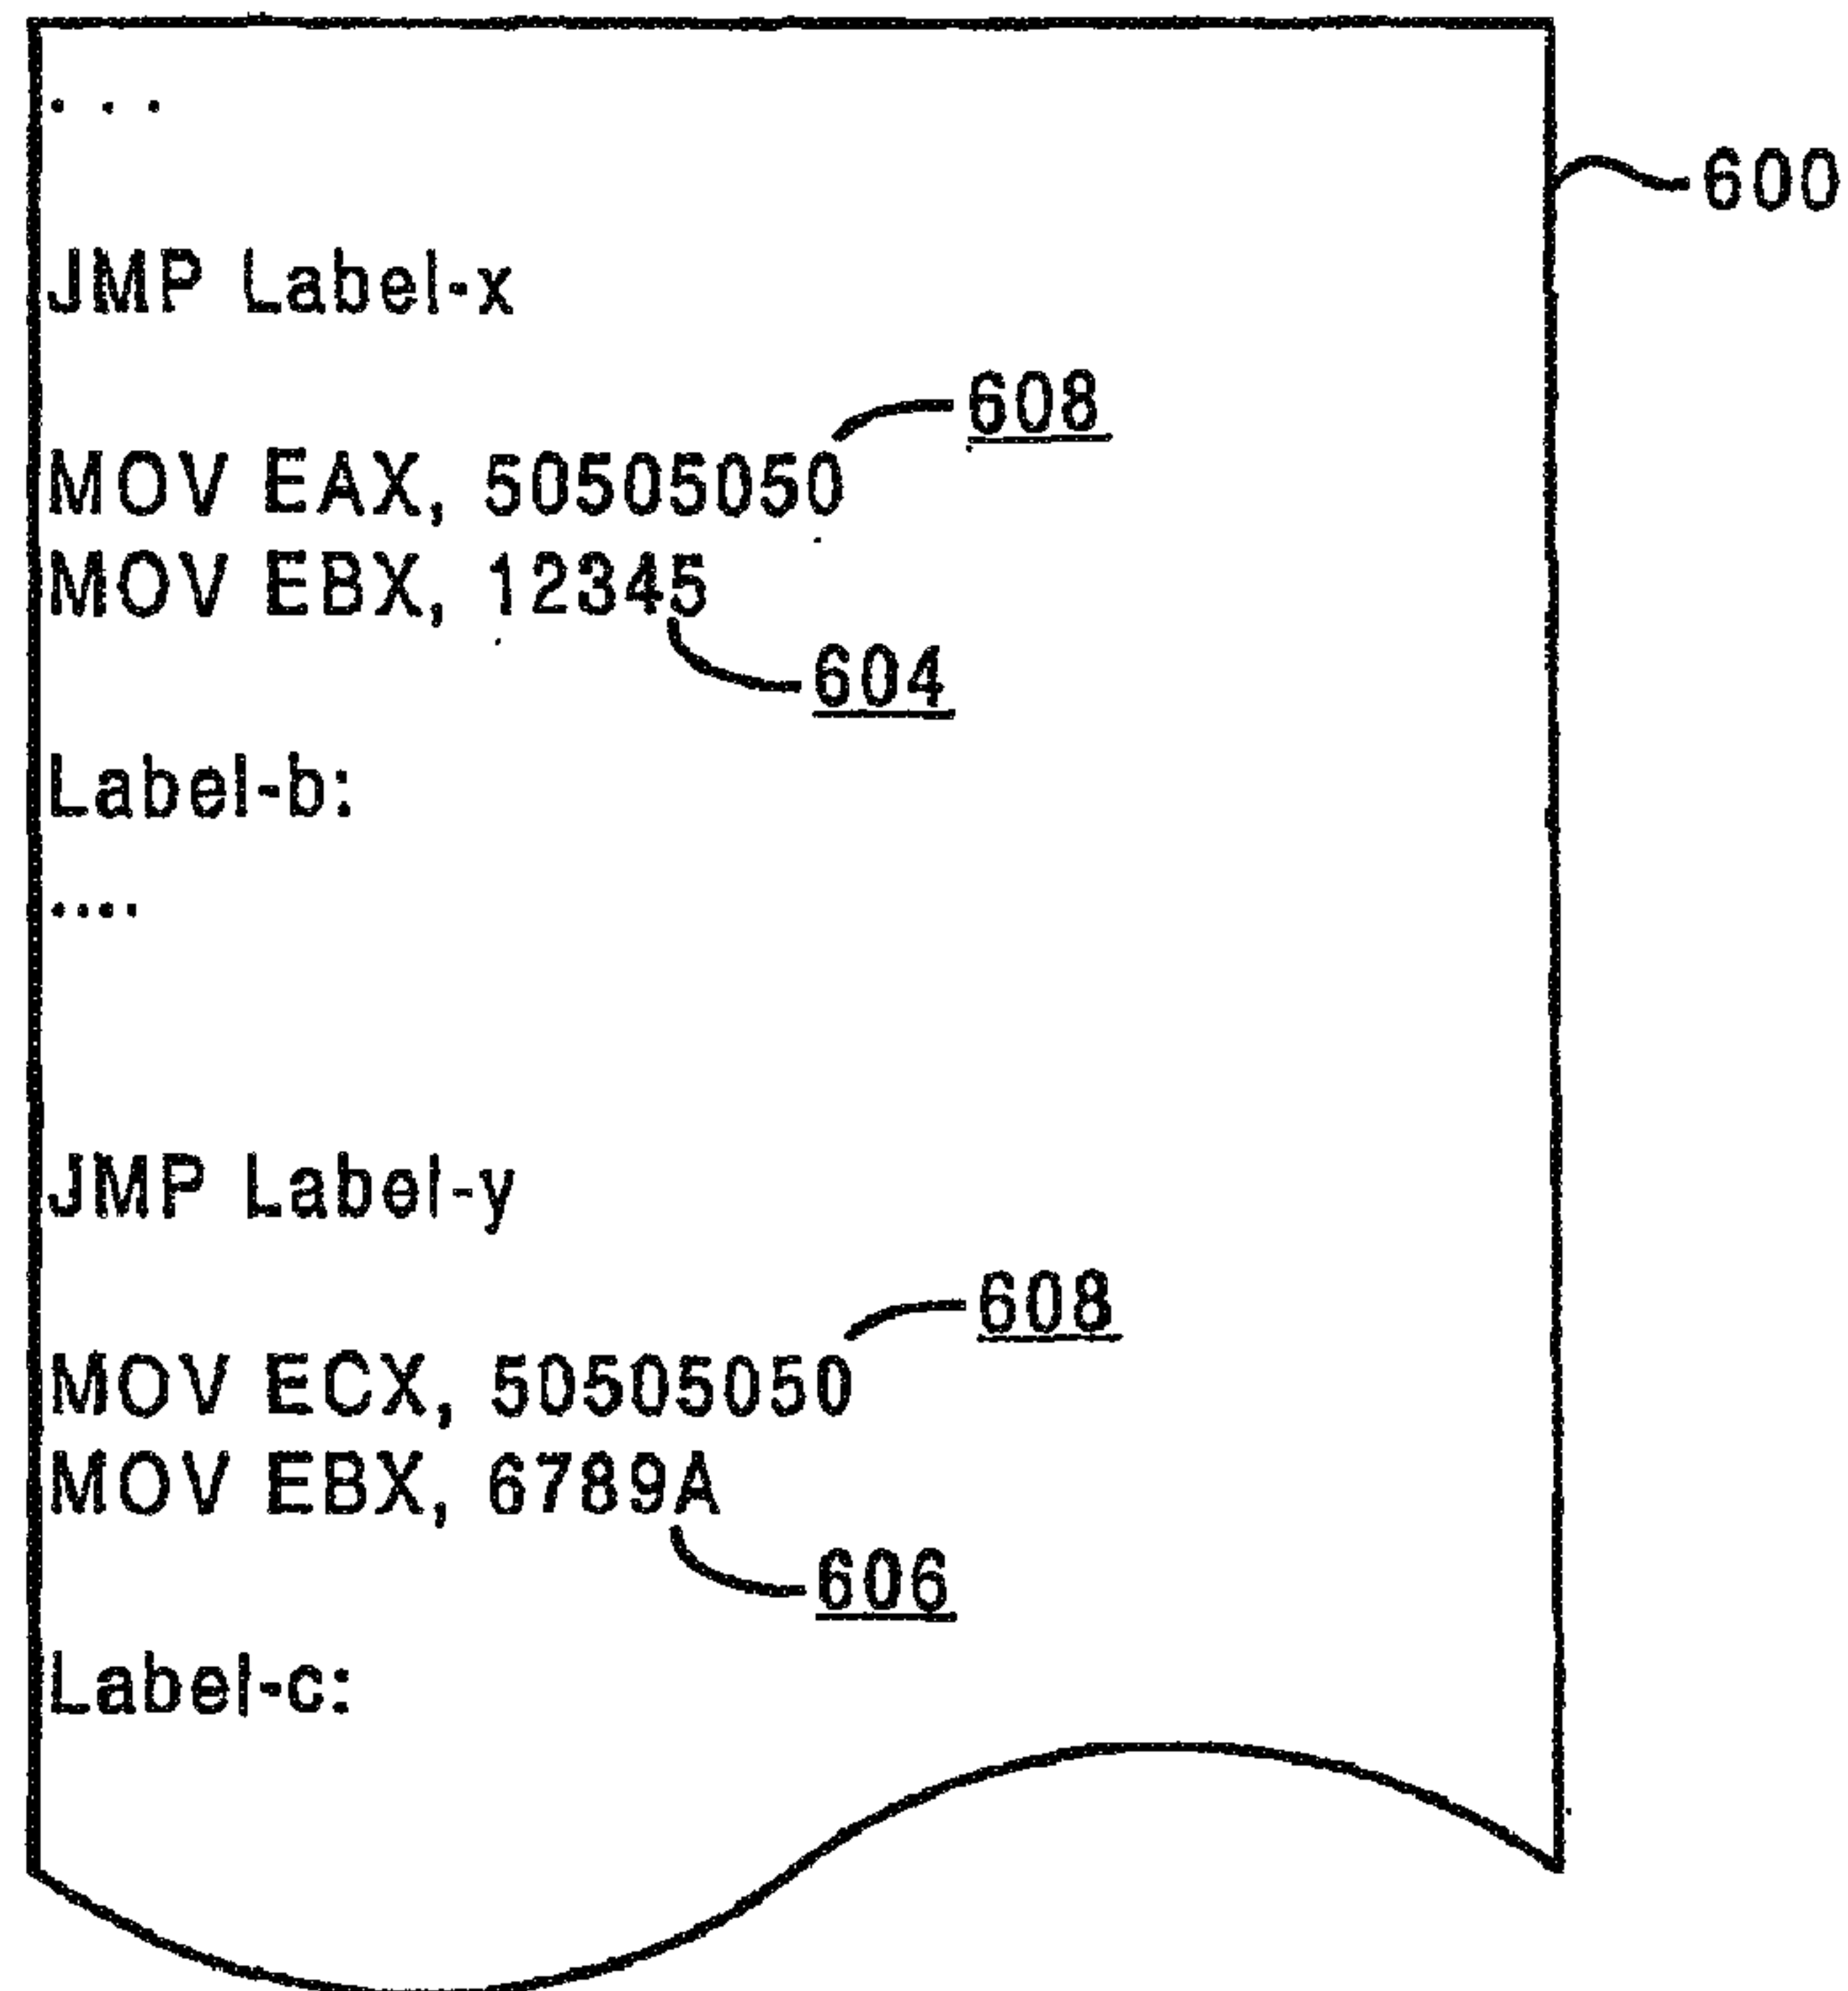 . . .
600
JMP Label-x
608
MOV EAX, 50505050
MOV EBX, 12345
604
Label-b:
....
JMP Label-y
608
MOV ECX, 50505050
MOV EBX, 6789A
606
Label-c: